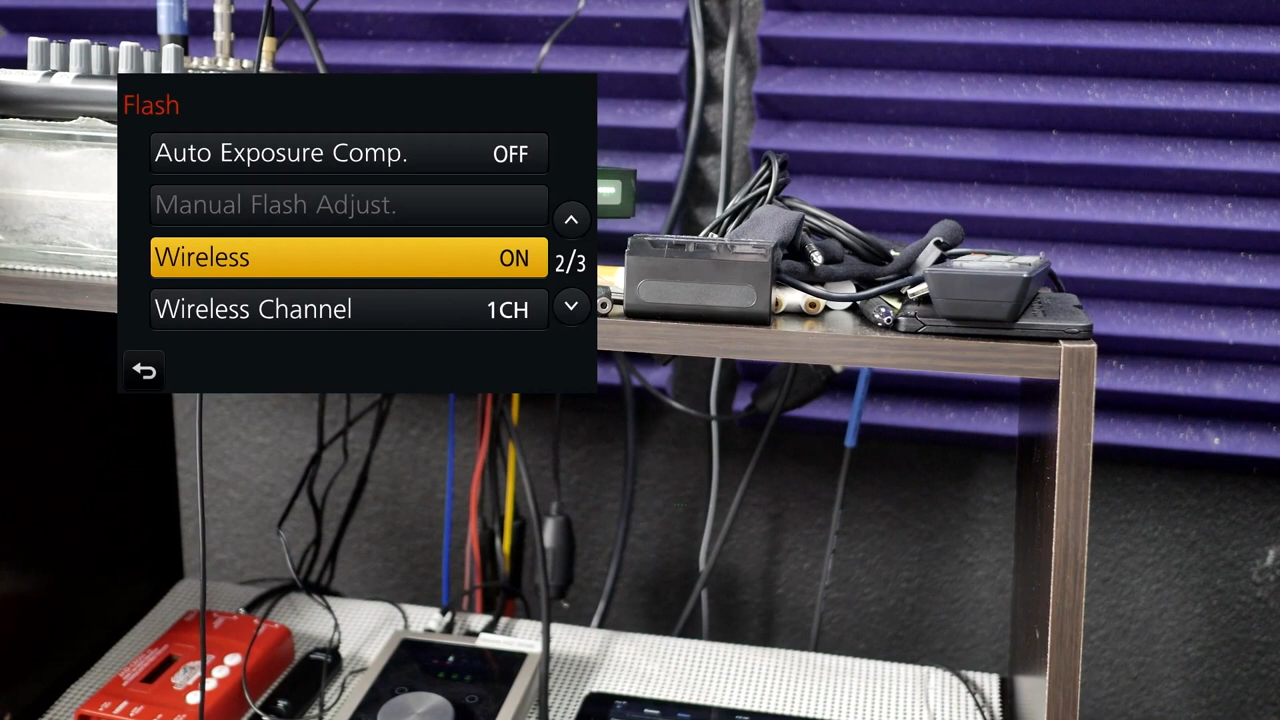 Flash
Auto Exposure Comp. OFF
Manual Flash Adjust.
Wireless ON
2/3
Wireless Channel 1CH